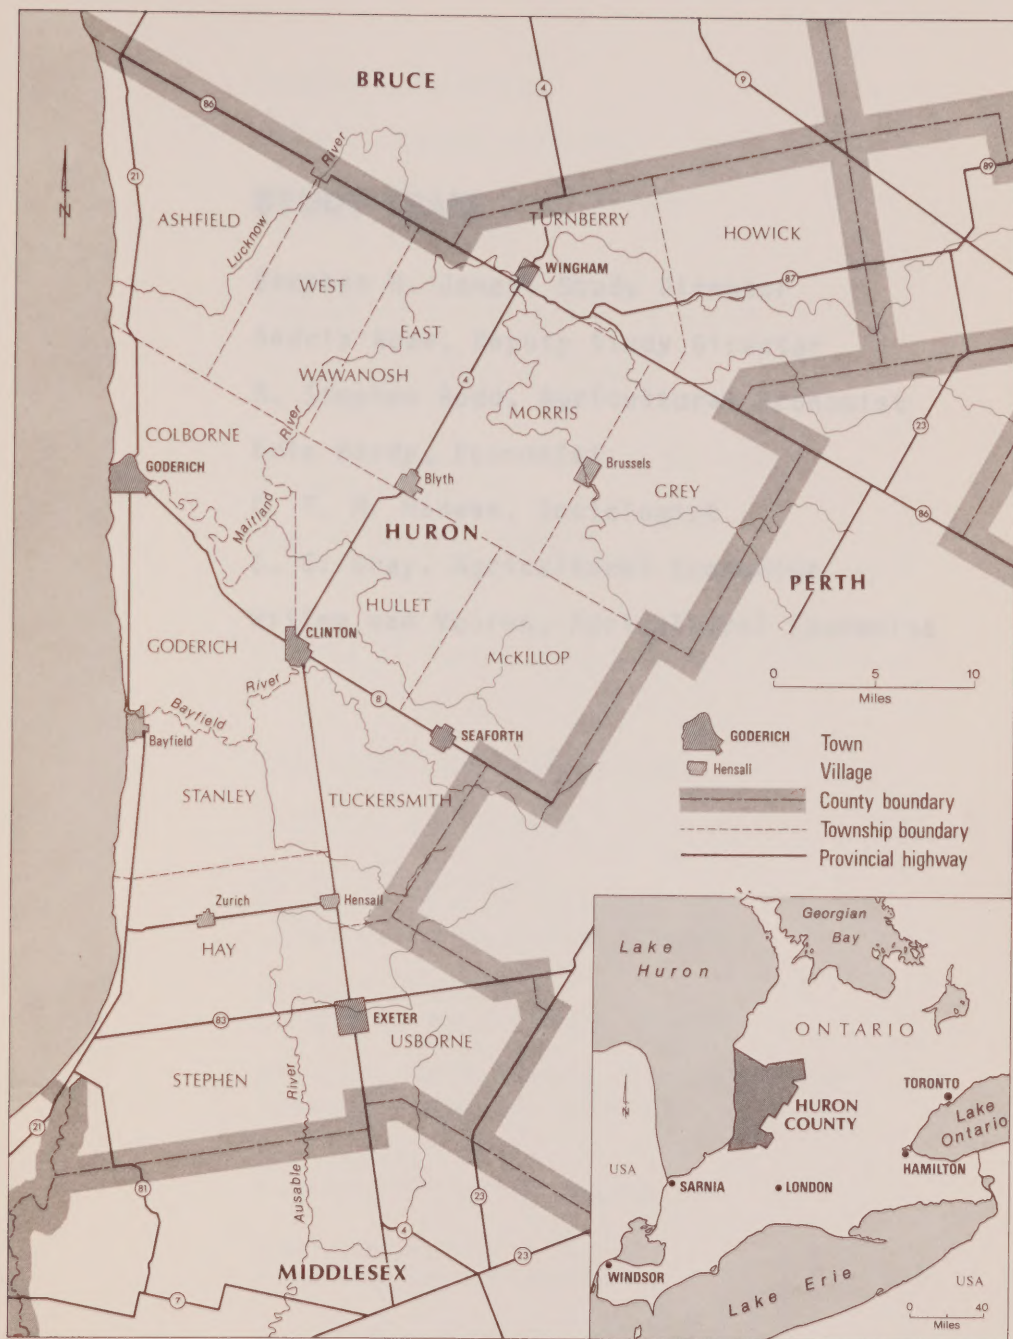 BRUCE
86
4
9
21
89
River
N
ASHFIELD
Lucknow
TURNBERRY
HOWICK
WINGHAM
87
WEST
EAST
4
WAWANOSH
MORRIS
23
River
COLBORNE
GODERICH
Blyth
Brussels
GREY
Maitland
86
HURON
PERTH
HULLET
GODERICH
CLINTON
McKILLOP
River
0 5 10
Miles
8
Bayfield
Bayfield
SEAFORTH
GODERICH Town
Hensall Village
STANLEY
TUCKERSMITH
County boundary
Township boundary
Provincial highway
Zurich
Hensall
HAY
83
EXETER
USBORNE
STEPHEN
River
21
Ausable
81
23
4
23
MIDDLESEX
7
Georgian
Bay
Lake
Huron
ONTARIO
TORONTO
N
HURON
COUNTY
Lake
Ontario
HAMILTON
USA
SARNIA
LONDON
WINDSOR
Lake Erie
USA
0 40
Miles